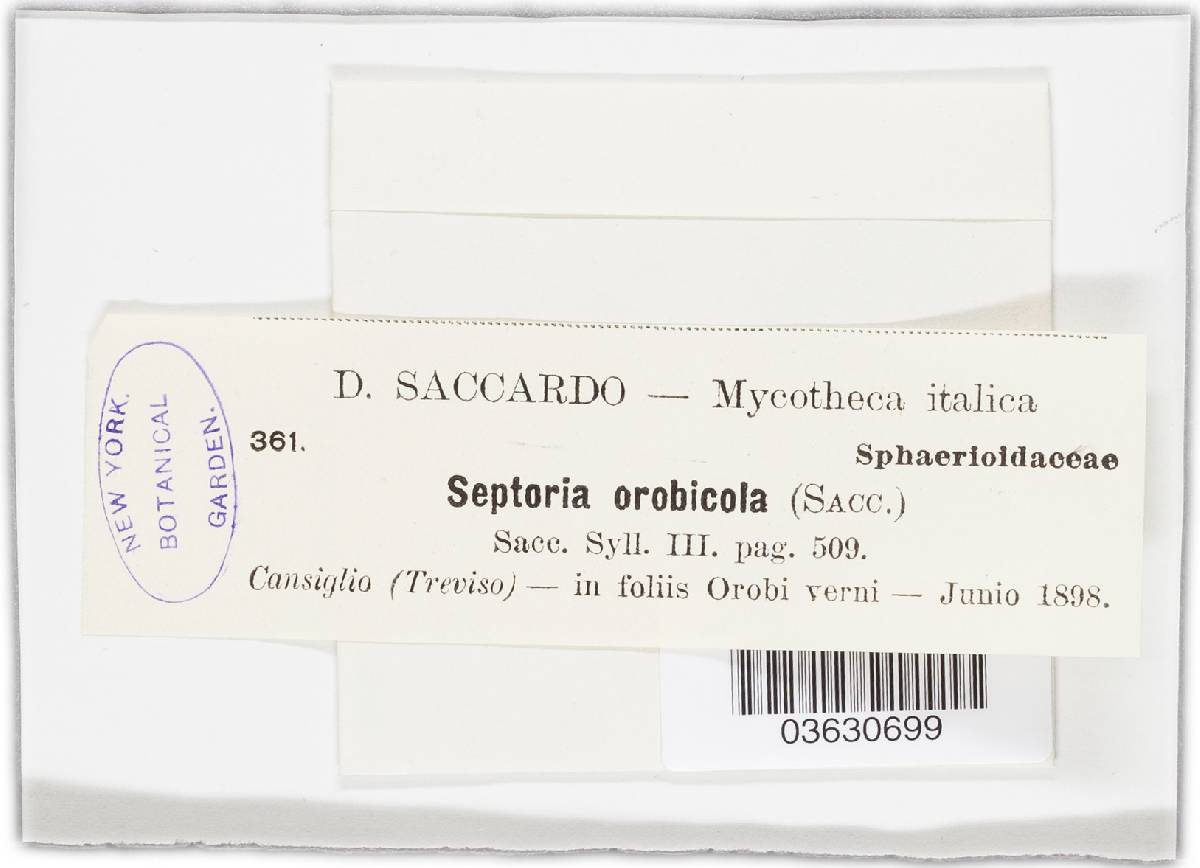 NEW YORK.
BOTANICAL
GARDEN.
D. SACCARDO — Mycotheca italica
361.
Sphaerioidaceae
Septoria orobicola (SACC.)
Sacc. Syll. III. pag. 509.
Cansiglio (Treviso) — in foliis Orobi verni — Junio 1898.
03630699